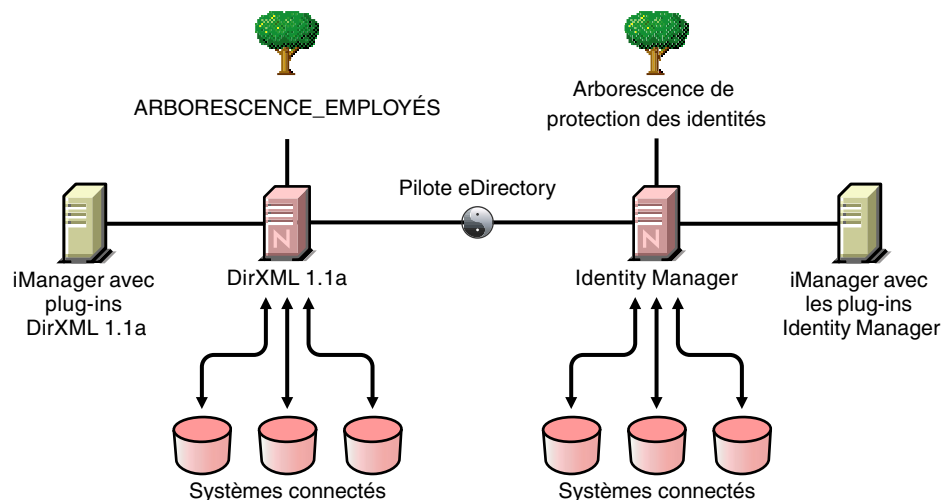 ARBORESCENCE_EMPLOYÉS
Arborescence de
protection des identités
Pilote eDirectory
iManager avec
plug-ins
DirXML 1.1a
N
DirXML 1.1a
N
Identity Manager
iManager avec
les plug-ins
Identity Manager
Systèmes connectés
Systèmes connectés